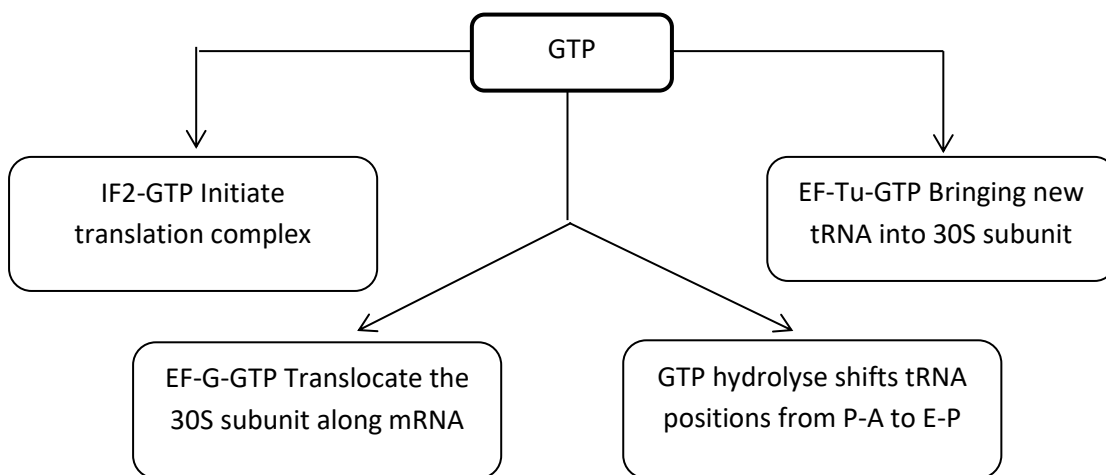 GTP
IF2-GTP Initiate
translation complex
EF-Tu-GTP Bringing new
tRNA into 30S subunit
EF-G-GTP Translocate the
30S subunit along mRNA
GTP hydrolyse shifts tRNA
positions from P-A to E-P